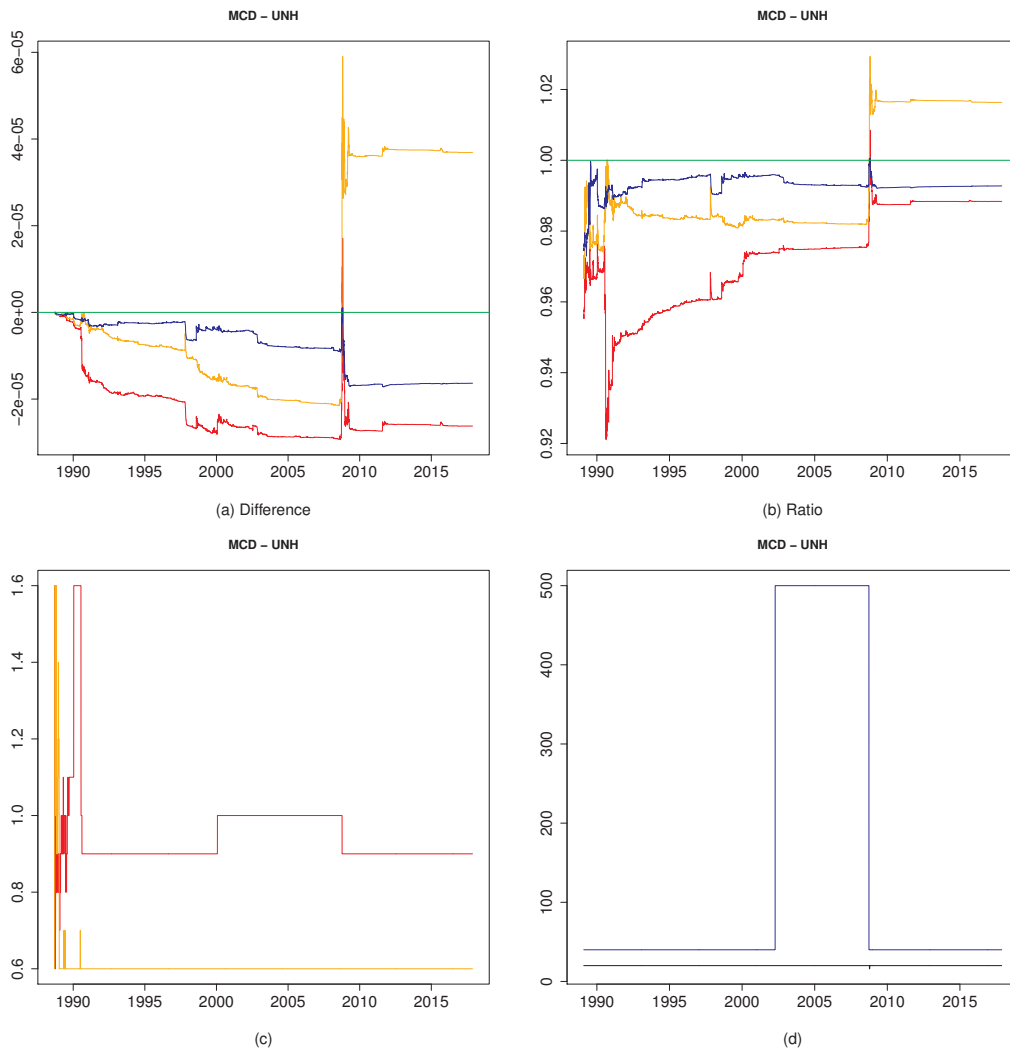 MCD – UNH
6e−05
4e−05
2e−05
0e+00
−2e−05
1990 1995 2000 2005 2010 2015
(a) Difference
MCD – UNH
1.02
1.00
0.98
0.96
0.94
0.92
1990 1995 2000 2005 2010 2015
(b) Ratio
MCD – UNH
1.6
1.4
1.2
1.0
0.8
0.6
1990 1995 2000 2005 2010 2015
(c)
MCD – UNH
500
400
300
200
100
0
1990 1995 2000 2005 2010 2015
(d)